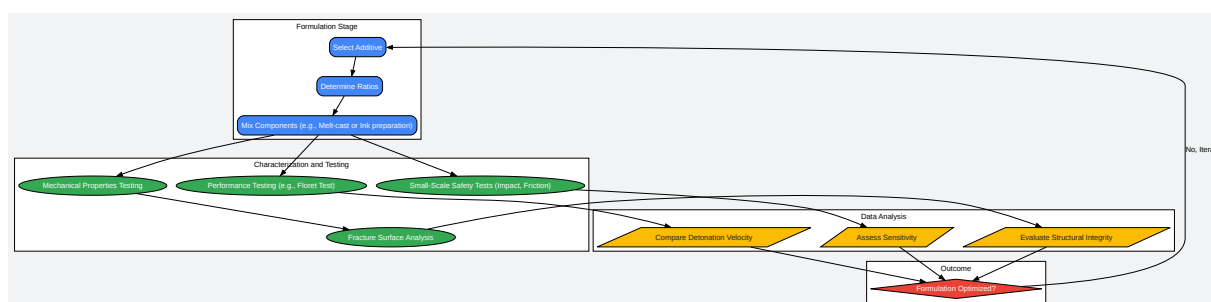 Formulation Stage
Select Additive
Determine Ratios
Mix Components (e.g., Melt-cast or Ink preparation)
Characterization and Testing
Mechanical Properties Testing
Performance Testing (e.g., Floret Test)
Small-Scale Safety Tests (Impact, Friction)
Fracture Surface Analysis
Data Analysis
Compare Detonation Velocity
Assess Sensitivity
Evaluate Structural Integrity
Outcome
Formulation Optimized?
No, Itera